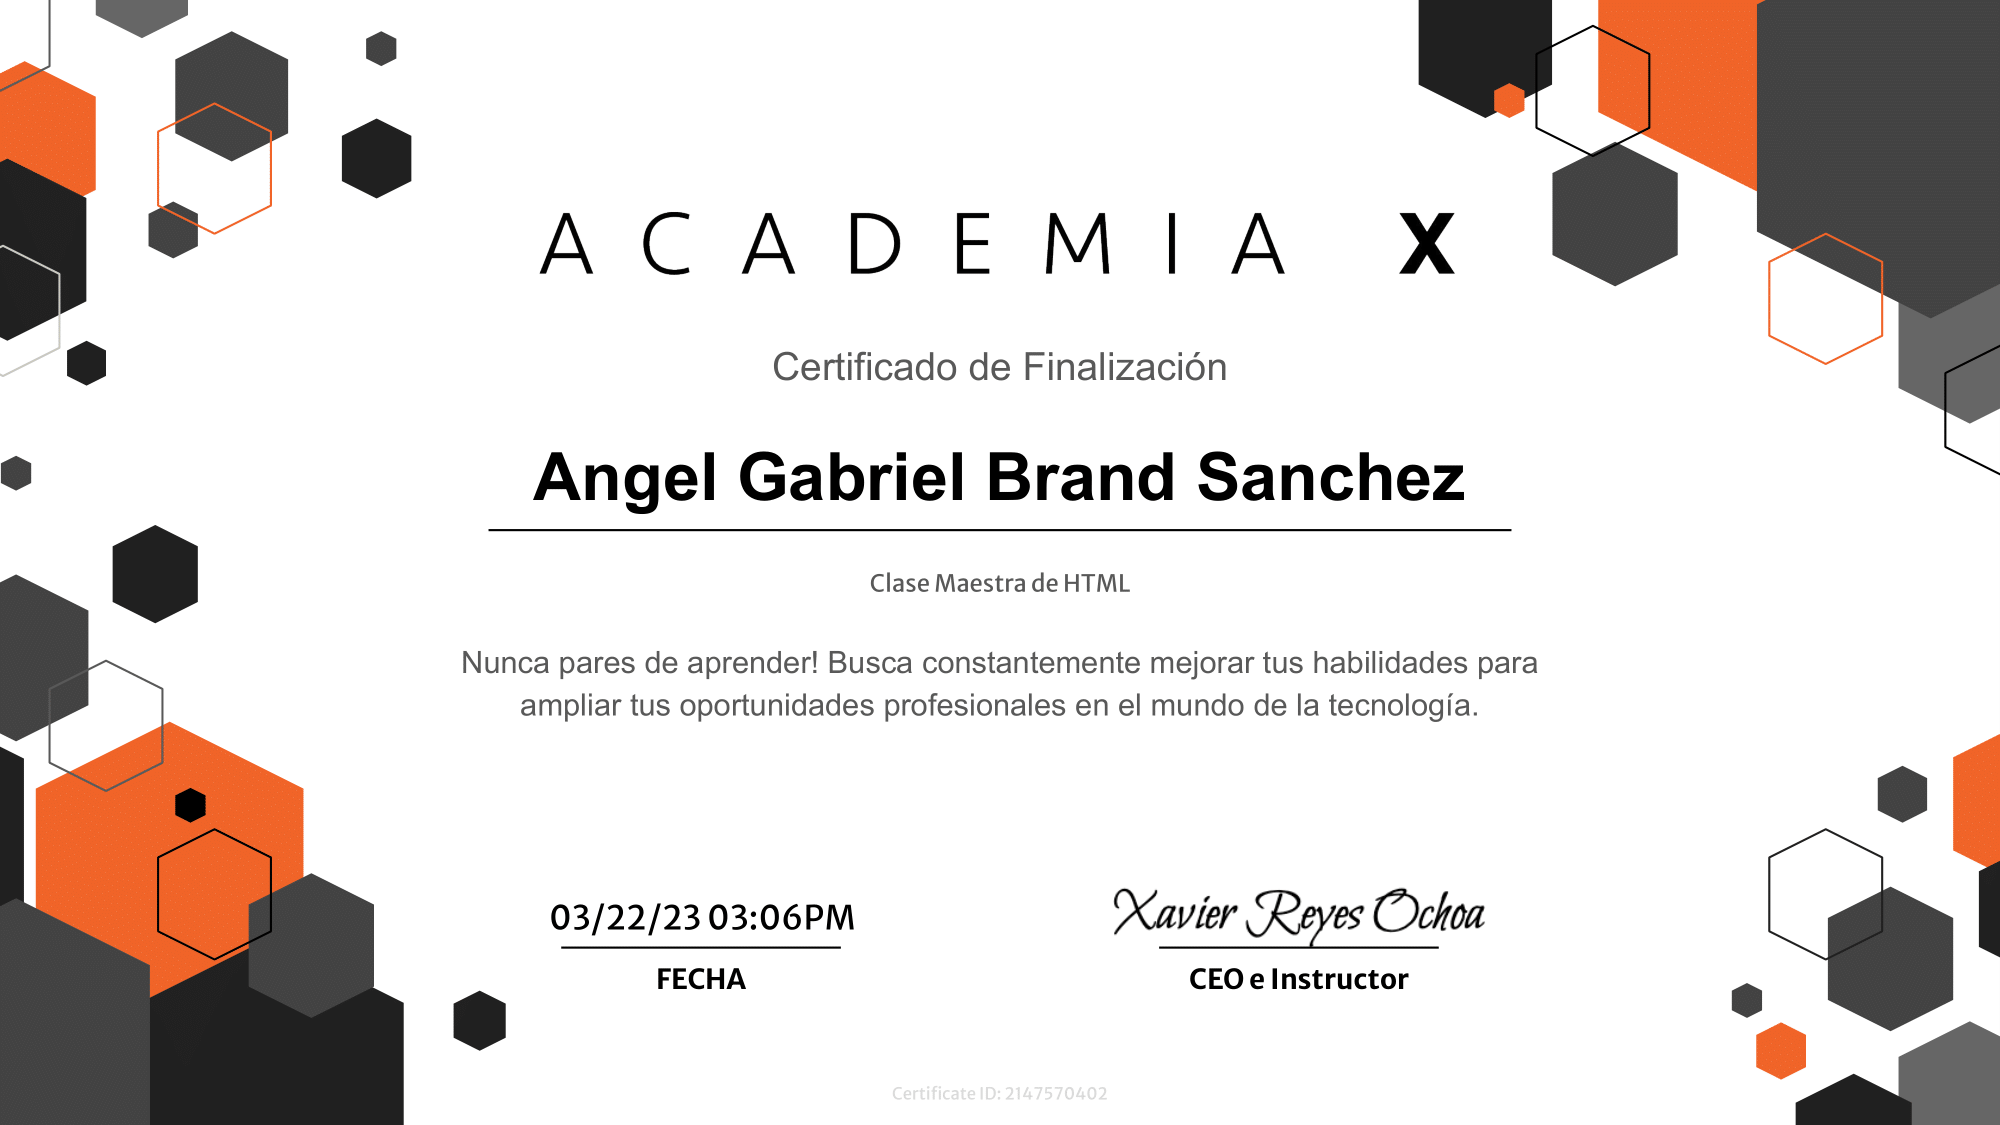 ACADEMIA X
Certificado de Finalización
Angel Gabriel Brand Sanchez
Clase Maestra de HTML
Nunca pares de aprender! Busca constantemente mejorar tus habilidades para
ampliar tus oportunidades profesionales en el mundo de la tecnología.
03/22/23 03:06PM
FECHA
Xavier Reyes Ochoa
CEO e Instructor
Certificate ID: 2147570402